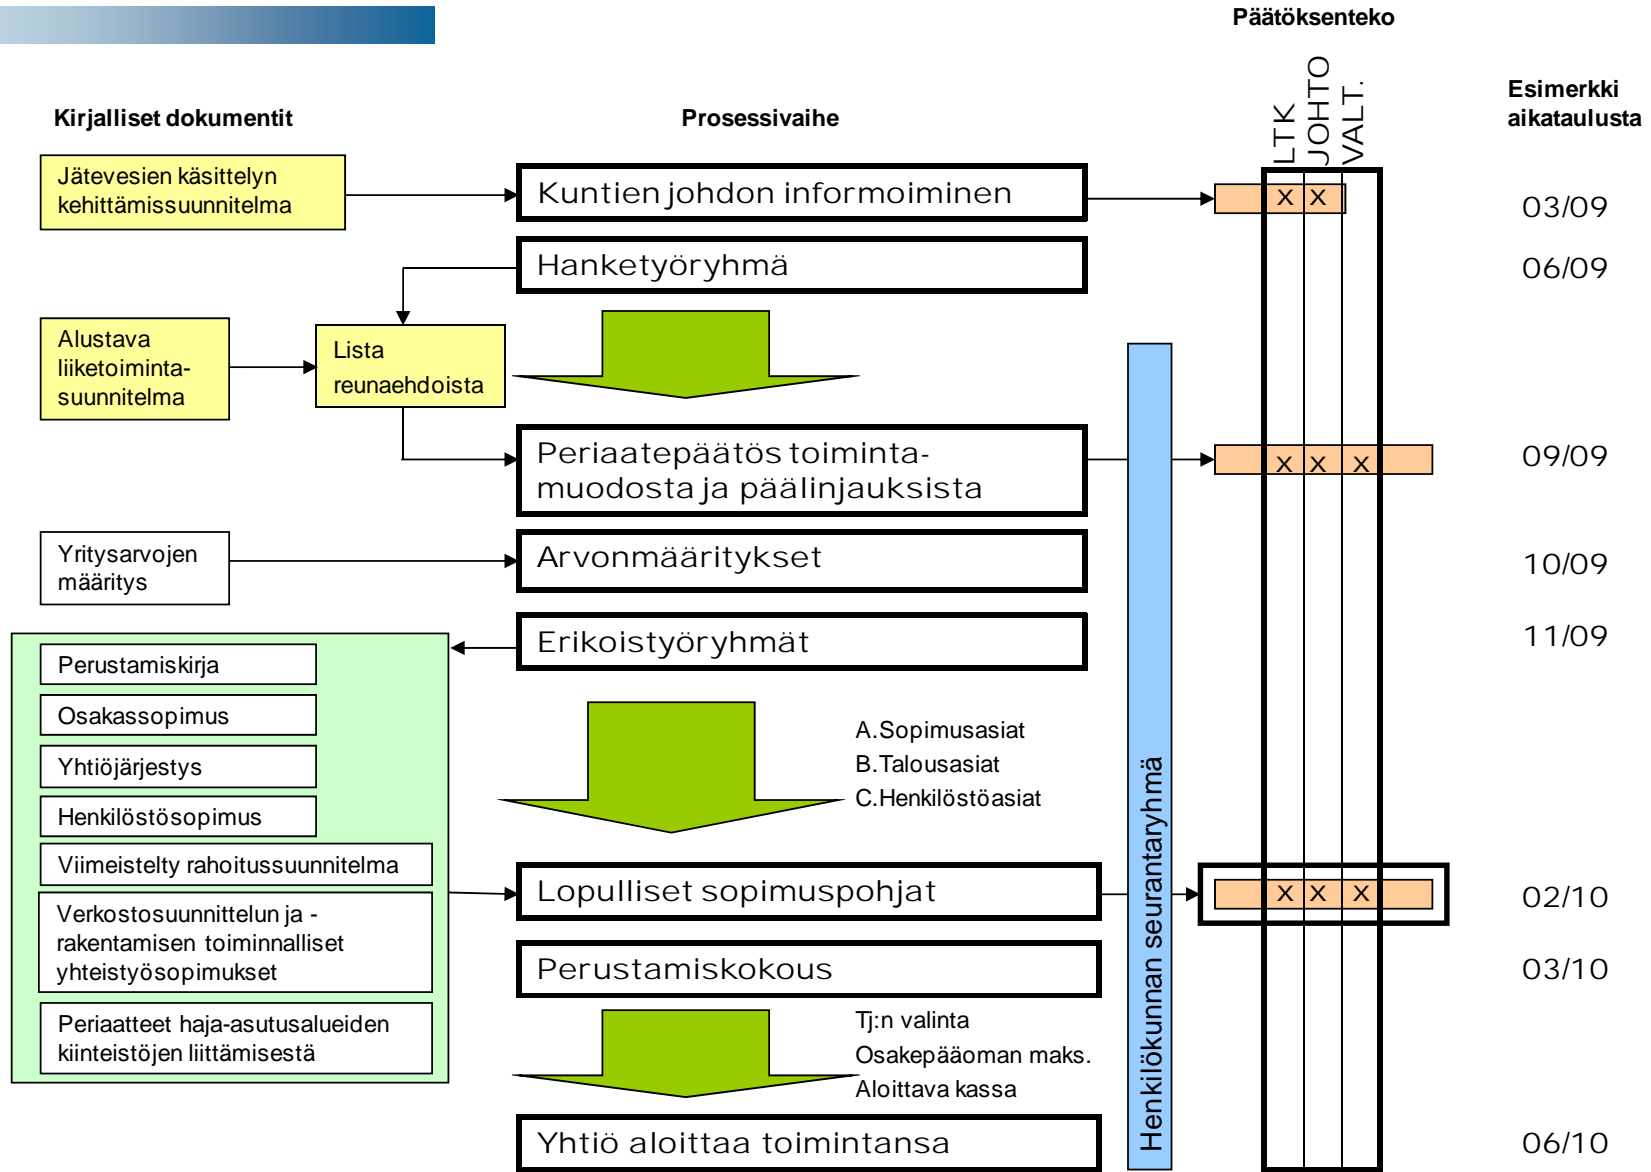 Päätöksenteko
Kirjalliset dokumentit
Prosessivaihe
LTK
JOHTO
VALT.
Esimerkki
aikataulusta
Jätevesien käsittelyn
kehittämissuunnitelma
Kuntien johdon informoiminen
x x
03/09
Hanketyöryhmä
06/09
Alustava
liiketoiminta-
suunnitelma
Lista
reunaehdoista
Periaatepäätös toiminta-
muodosta ja päälinjauksista
x x x
09/09
Yritysarvojen
määritys
Arvonmääritykset
10/09
Erikoistyöryhmät
11/09
Perustamiskirja
Osakassopimus
Yhtiöjärjestys
Henkilöstösopimus
Viimeistelty rahoitussuunnitelma
Verkostosuunnittelun ja -
rakentamisen toiminnalliset
yhteistyösopimukset
Periaatteet haja-asutusalueiden
kiinteistöjen liittämisestä
A.Sopimusasiat
B.Talousasiat
C.Henkilöstöasiat
Henkilökunnan seurantaryhmä
Lopulliset sopimuspohjat
x x x
02/10
Perustamiskokous
03/10
Tj:n valinta
Osakepääoman maks.
Aloittava kassa
Yhtiö aloittaa toimintansa
06/10